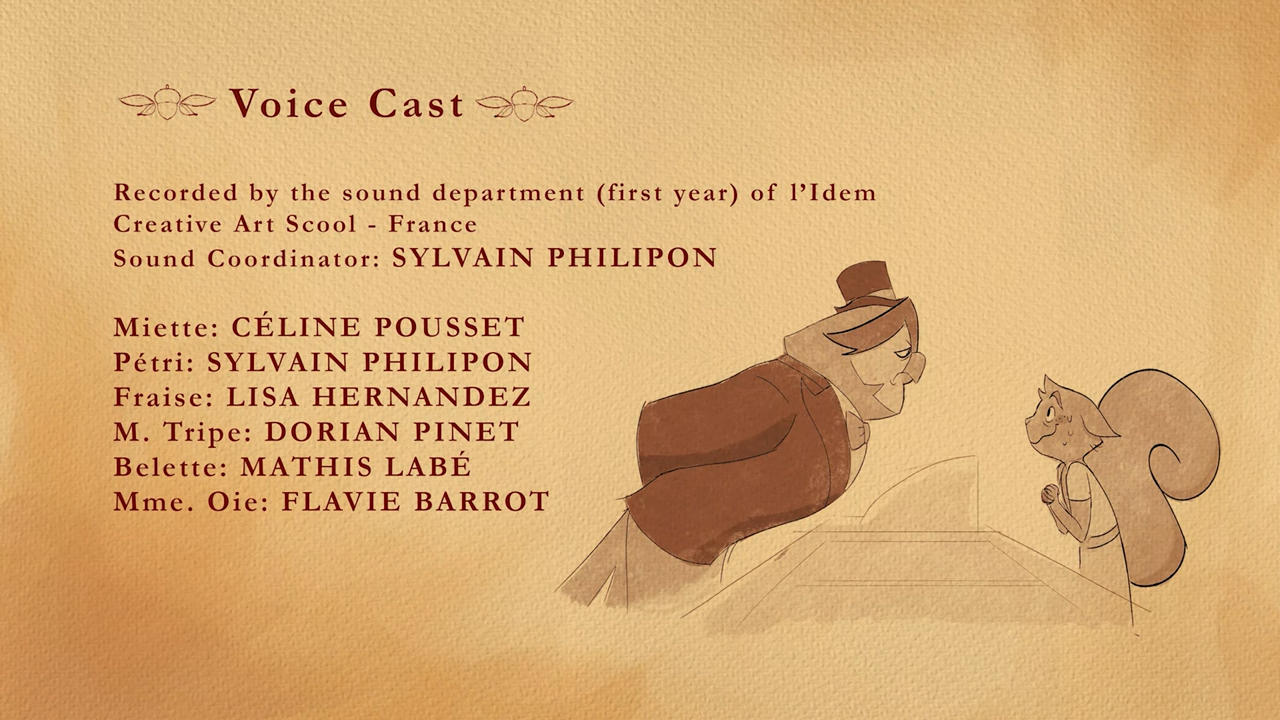 Voice Cast
Recorded by the sound department (first year) of l’Idem
Creative Art Scool - France
Sound Coordinator: SYLVAIN PHILIPON
Miette: CÉLINE POUSSET
Pétri: SYLVAIN PHILIPON
Fraise: LISA HERNANDEZ
M. Tripe: DORIAN PINET
Belette: MATHIS LABÉ
Mme. Oie: FLAVIE BARROT